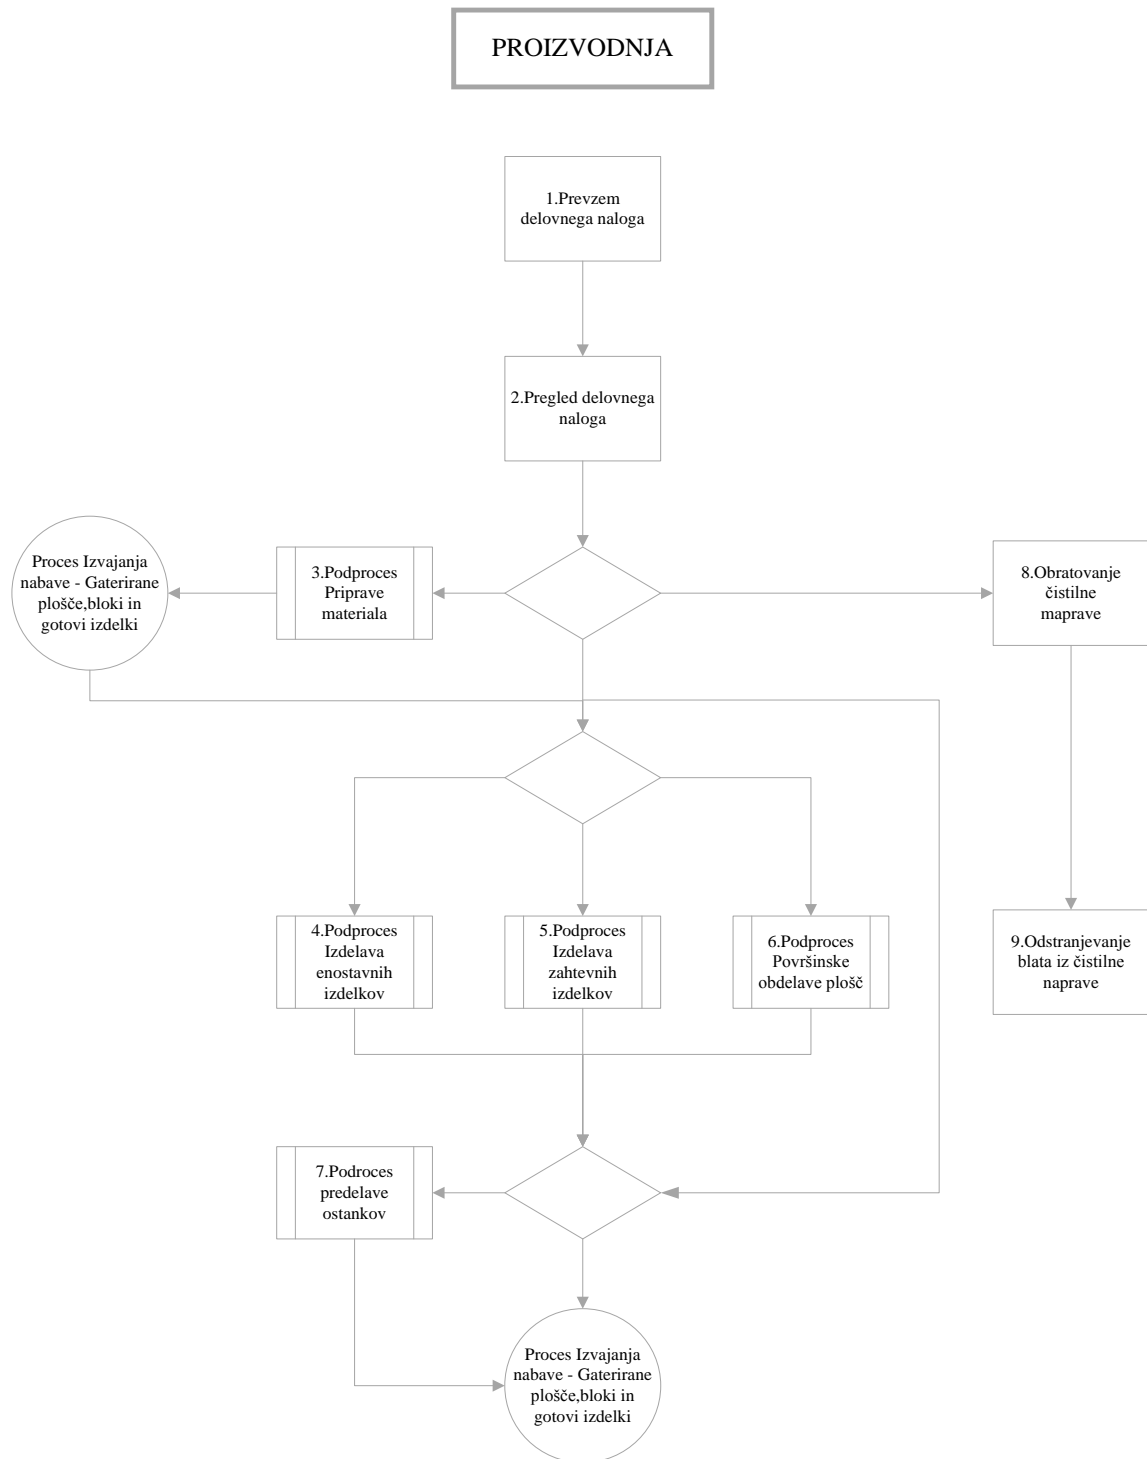 PROIZVODNJA
1.Prevzem
delovnega naloga
2.Pregled delovnega
naloga
Proces Izvajanja
nabave - Gaterirane
plošče,bloki in
gotovi izdelki
3.Podproces
Priprave
materiala
8.Obratovanje
čistilne
maprave
4.Podproces
Izdelava
enostavnih
izdelkov
5.Podproces
Izdelava
zahtevnih
izdelkov
6.Podproces
Površinske
obdelave plošč
9.Odstranjevanje
blata iz čistilne
naprave
7.Podroces
predelave
ostankov
Proces Izvajanja
nabave - Gaterirane
plošče,bloki in
gotovi izdelki